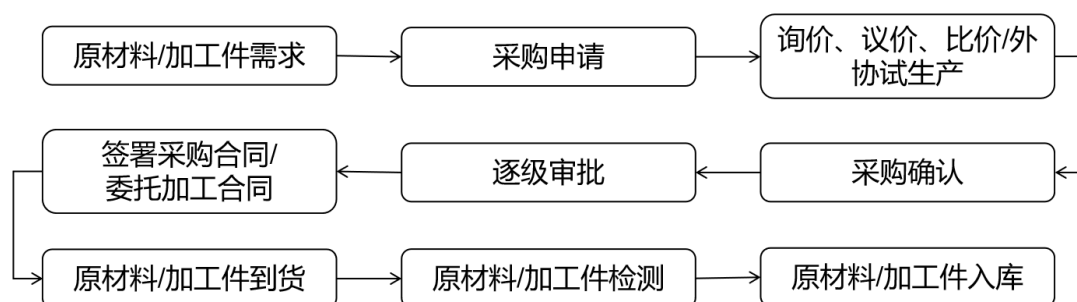 原材料/加工件需求
采购申请
询价、议价、比价/外
协试生产
签署采购合同/
委托加工合同
逐级审批
采购确认
原材料/加工件到货
原材料/加工件检测
原材料/加工件入库